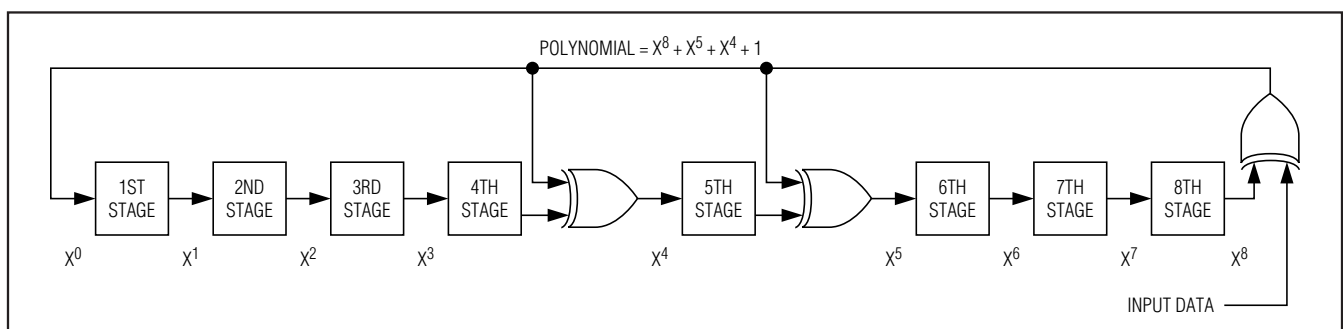 POLYNOMIAL = X⁸ + X⁵ + X⁴ + 1
1ST
STAGE
2ND
STAGE
3RD
STAGE
4TH
STAGE
5TH
STAGE
6TH
STAGE
7TH
STAGE
8TH
STAGE
X⁰
X¹
X²
X³
X⁴
X⁵
X⁶
X⁷
X⁸
INPUT DATA